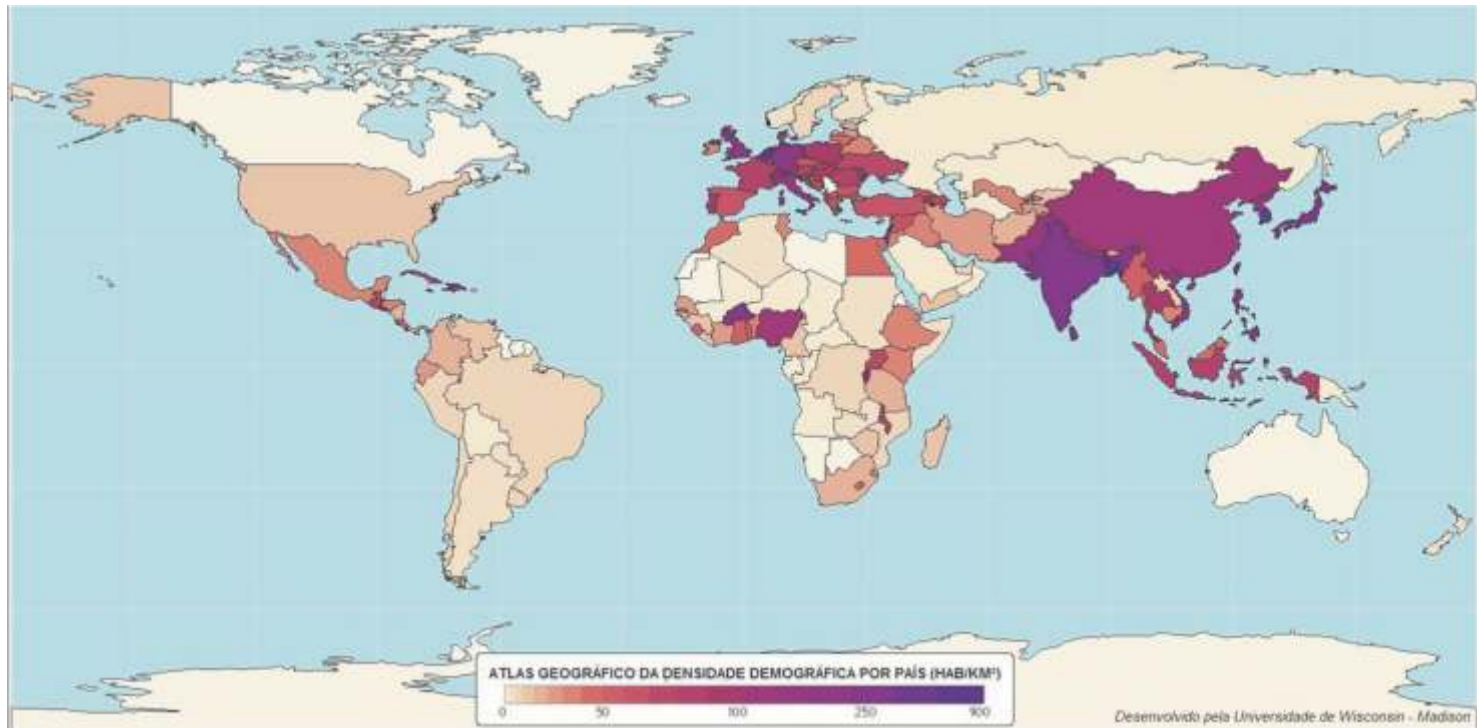 ATLAS GEOGRÁFICO DA DENSIDADE DEMOGRÁFICA POR PAÍS (HAB/KM²)
0 50 100 250 900
Desenvolvido pela Universidade de Wisconsin - Madison